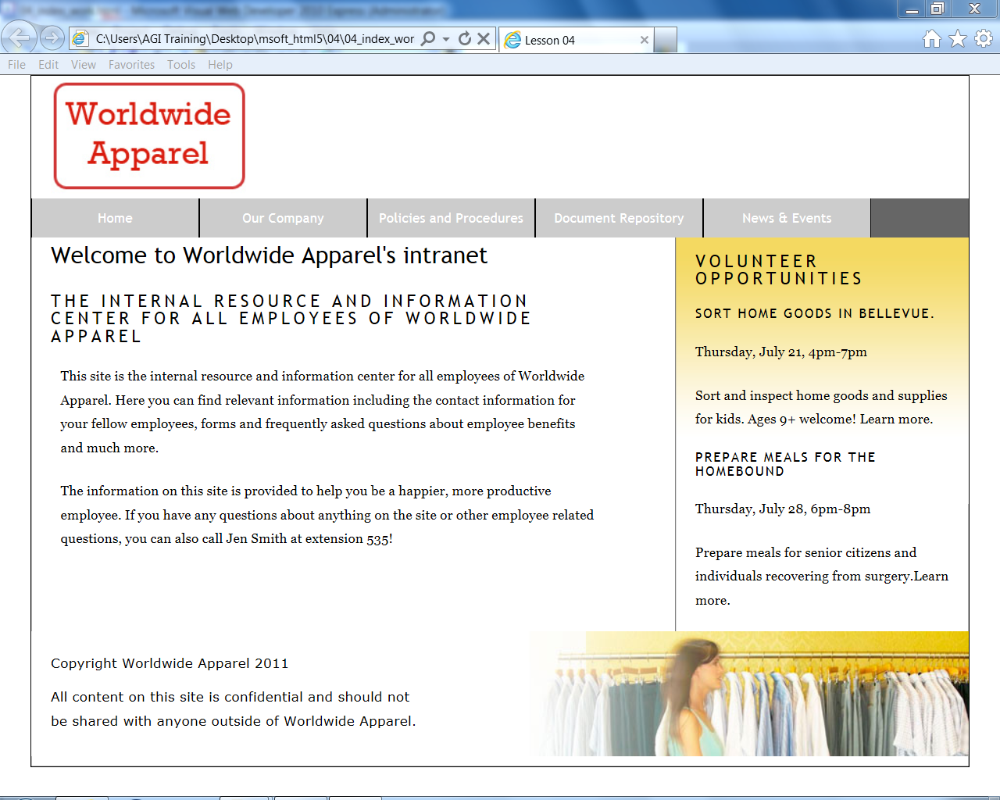 C:\Users\AGI Training\Desktop\msoft_html5\04\04_index_wor
Lesson 04
File Edit View Favorites Tools Help
Worldwide
Apparel
Home Our Company Policies and Procedures Document Repository News & Events
Welcome to Worldwide Apparel's intranet
THE INTERNAL RESOURCE AND INFORMATION
CENTER FOR ALL EMPLOYEES OF WORLDWIDE
APPAREL
This site is the internal resource and information center for all employees of Worldwide
Apparel. Here you can find relevant information including the contact information for
your fellow employees, forms and frequently asked questions about employee benefits
and much more.
The information on this site is provided to help you be a happier, more productive
employee. If you have any questions about anything on the site or other employee related
questions, you can also call Jen Smith at extension 535!
VOLUNTEER
OPPORTUNITIES
SORT HOME GOODS IN BELLEVUE.
Thursday, July 21, 4pm-7pm
Sort and inspect home goods and supplies
for kids. Ages 9+ welcome! Learn more.
PREPARE MEALS FOR THE
HOMEBOUND
Thursday, July 28, 6pm-8pm
Prepare meals for senior citizens and
individuals recovering from surgery.Learn
more.
Copyright Worldwide Apparel 2011
All content on this site is confidential and should not
be shared with anyone outside of Worldwide Apparel.